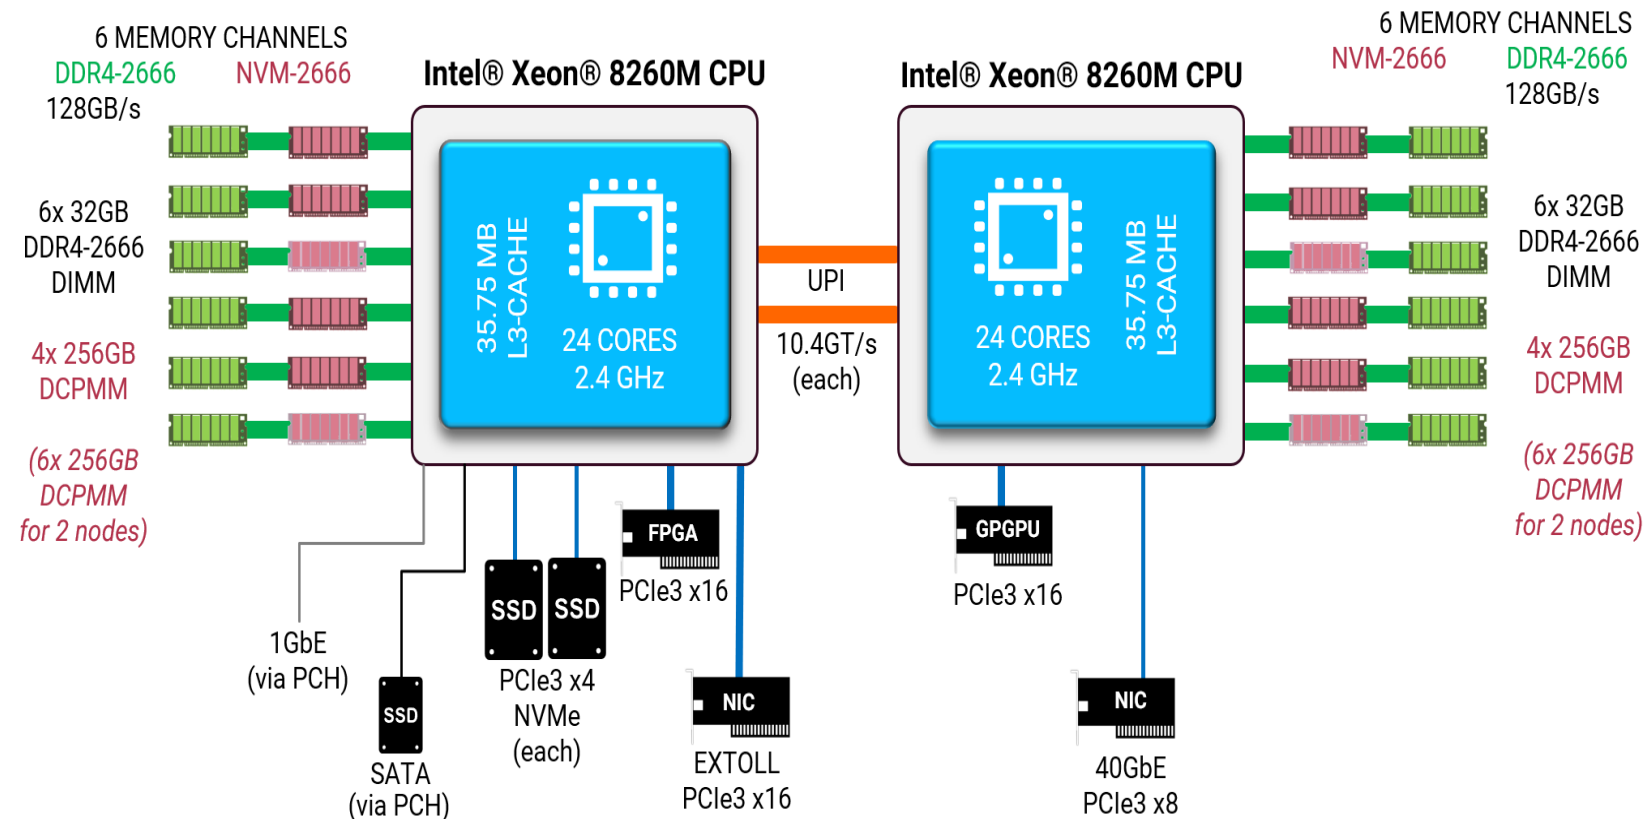 6 MEMORY CHANNELS
DDR4-2666 NVM-2666
128GB/s
6x 32GB
DDR4-2666
DIMM
4x 256GB
DCPMM
(6x 256GB
DCPMM
for 2 nodes)
Intel® Xeon® 8260M CPU
35.75 MB
L3-CACHE
24 CORES
2.4 GHz
UPI
10.4GT/s
(each)
Intel® Xeon® 8260M CPU
24 CORES
2.4 GHz
35.75 MB
L3-CACHE
6 MEMORY CHANNELS
NVM-2666 DDR4-2666
128GB/s
6x 32GB
DDR4-2666
DIMM
4x 256GB
DCPMM
(6x 256GB
DCPMM
for 2 nodes)
1GbE
(via PCH)
SSD
SATA
(via PCH)
SSD SSD
PCIe3 x4
NVMe
(each)
FPGA
PCIe3 x16
NIC
EXTOLL
PCIe3 x16
GPGPU
PCIe3 x16
NIC
40GbE
PCIe3 x8